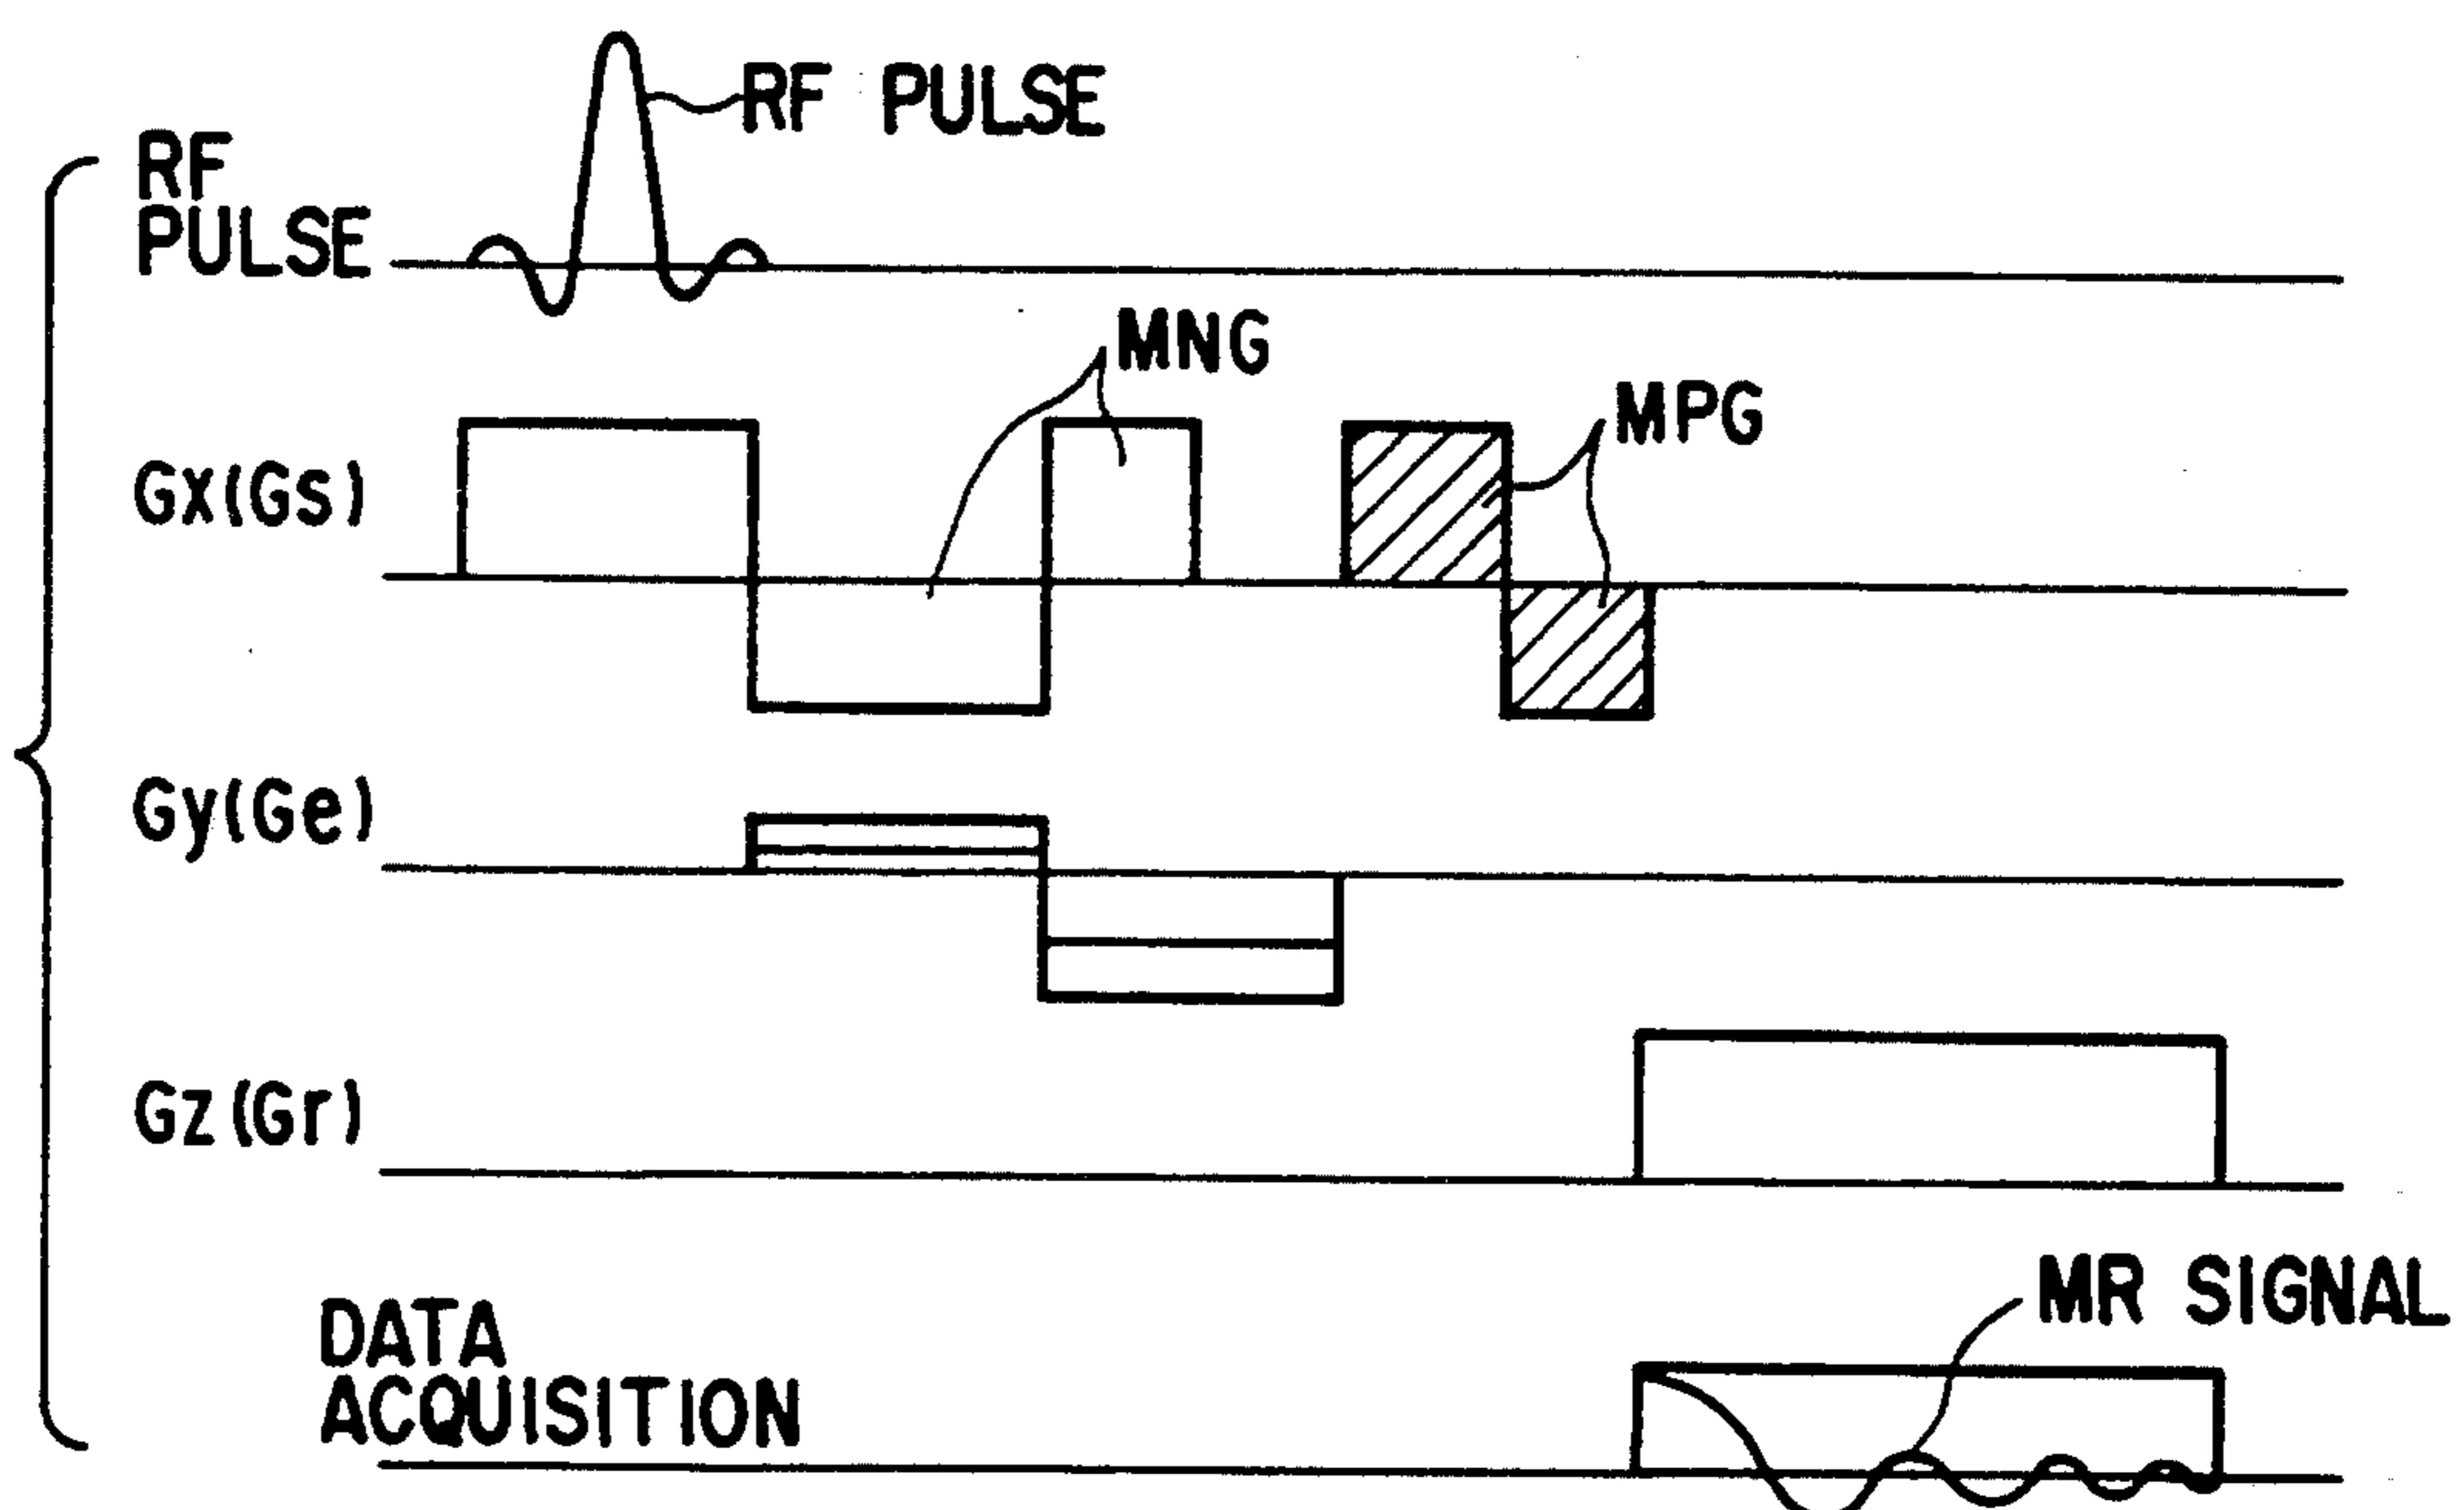 RF PULSE
RF
PULSE
MNG
MPG
Gx(Gs)
Gy(Ge)
Gz(Gr)
MR SIGNAL
DATA
ACQUISITION